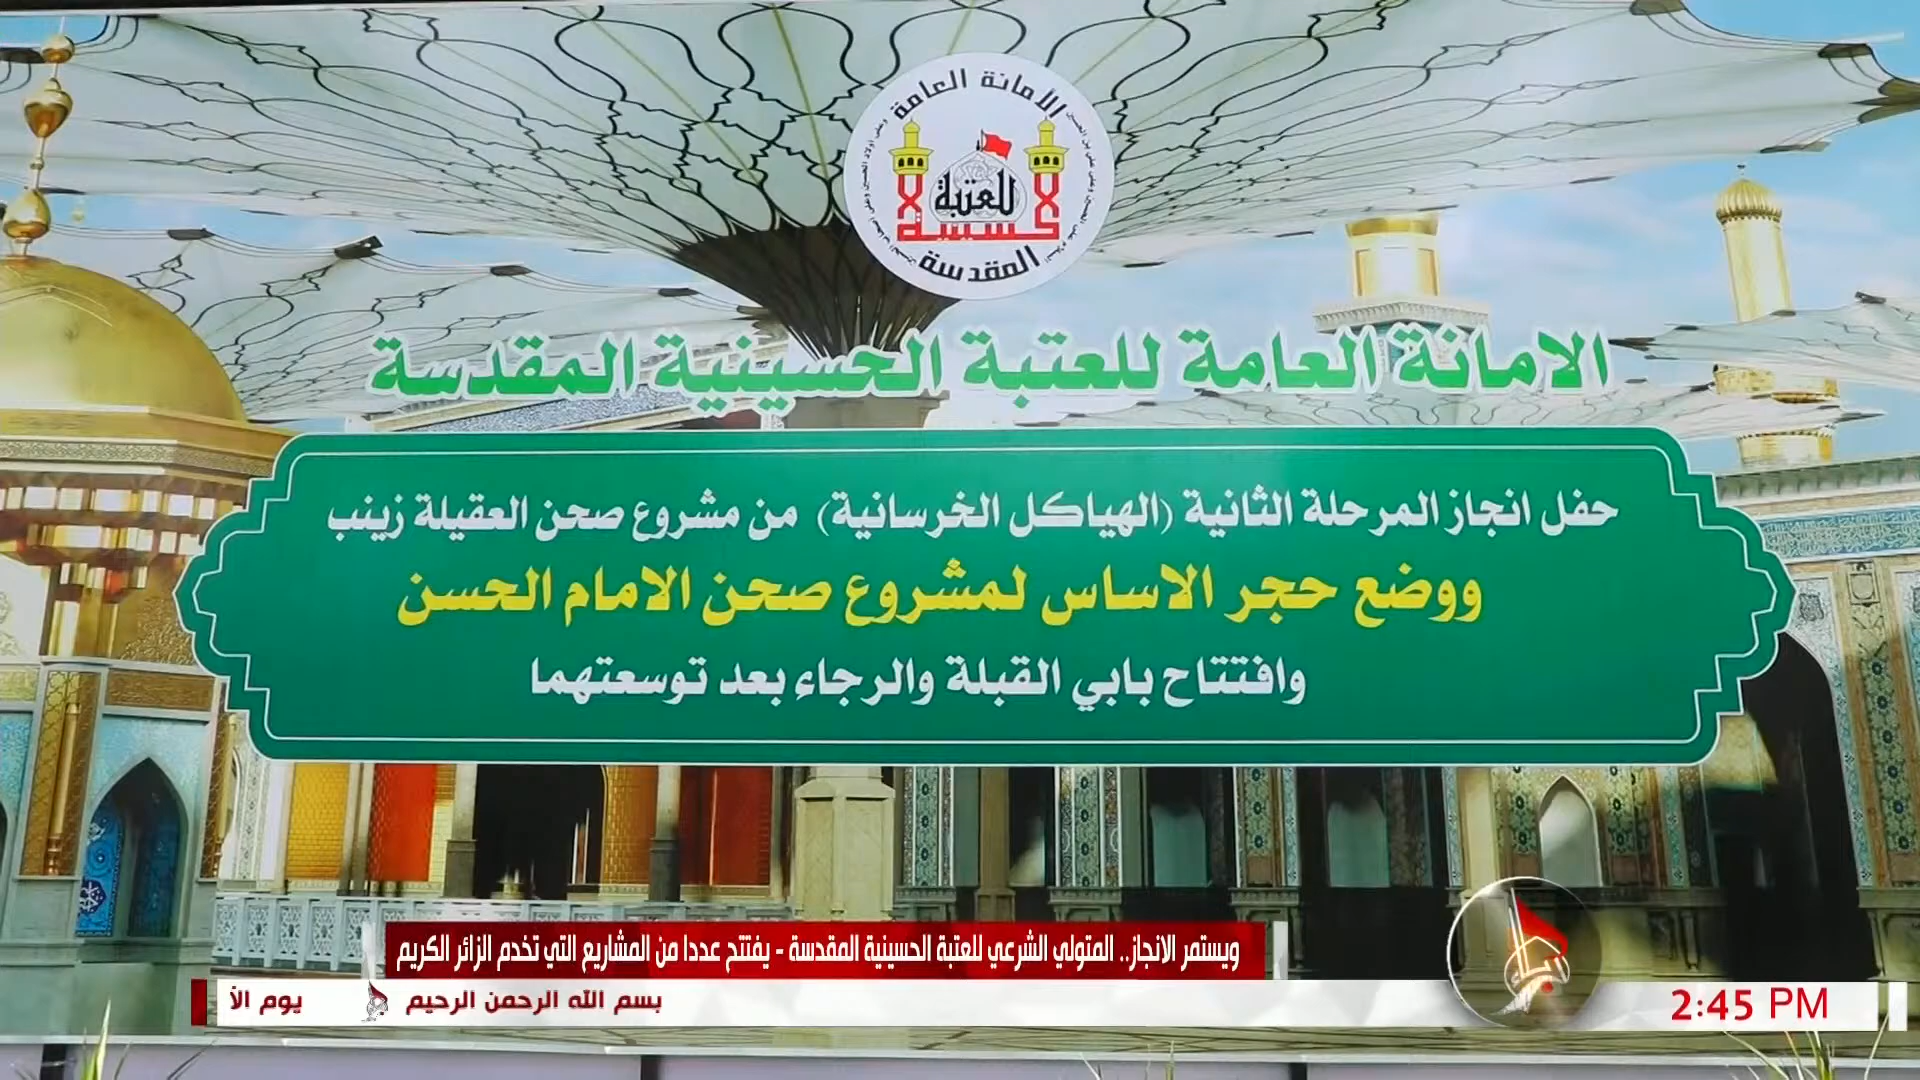 الأمانة العامة
للعتبة
حسينية
المقدسة
الامانة العامة للعتبة الحسينية المقدسة
حفل انجاز المرحلة الثانية (الهياكل الخرسانية) من مشروع صحن العقيلة زينب
ووضع حجر الاساس لمشروع صحن الامام الحسن
وافتتاح بابي القبلة والرجاء بعد توسعتهما
ويستمر الانجاز.. المتولي الشرعي للعتبة الحسينية المقدسة - يفتتح عددا من المشاريع التي تخدم الزائر الكريم
بسم الله الرحمن الرحيم
يوم الأ
2:45 PM